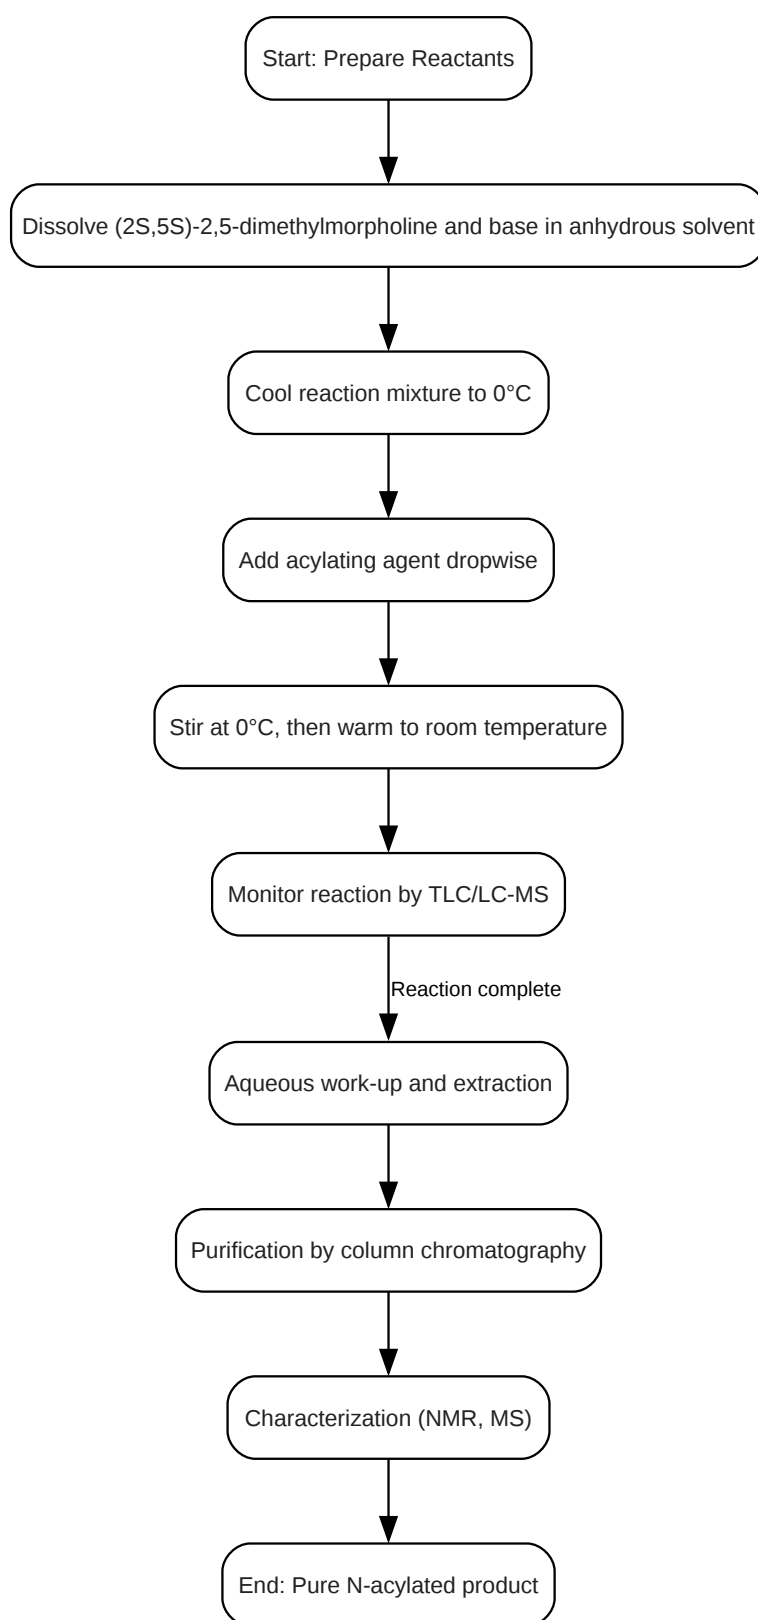 Start: Prepare Reactants
Dissolve (2S,5S)-2,5-dimethylmorpholine and base in anhydrous solvent
Cool reaction mixture to 0°C
Add acylating agent dropwise
Stir at 0°C, then warm to room temperature
Monitor reaction by TLC/LC-MS
Reaction complete
Aqueous work-up and extraction
Purification by column chromatography
Characterization (NMR, MS)
End: Pure N-acylated product